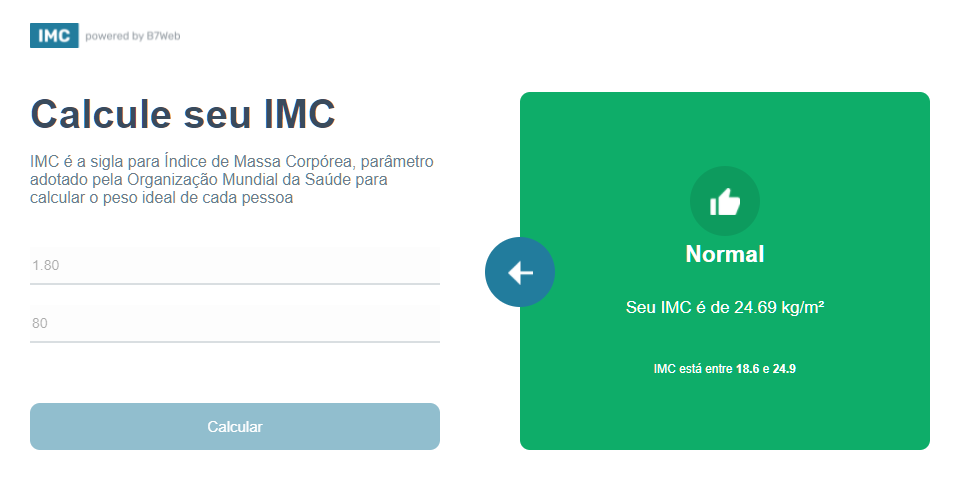 IMC powered by B7Web
Calcule seu IMC
IMC é a sigla para Índice de Massa Corpórea, parâmetro
adotado pela Organização Mundial da Saúde para
calcular o peso ideal de cada pessoa
1.80
80
Calcular
Normal
Seu IMC é de 24.69 kg/m²
IMC está entre 18.6 e 24.9